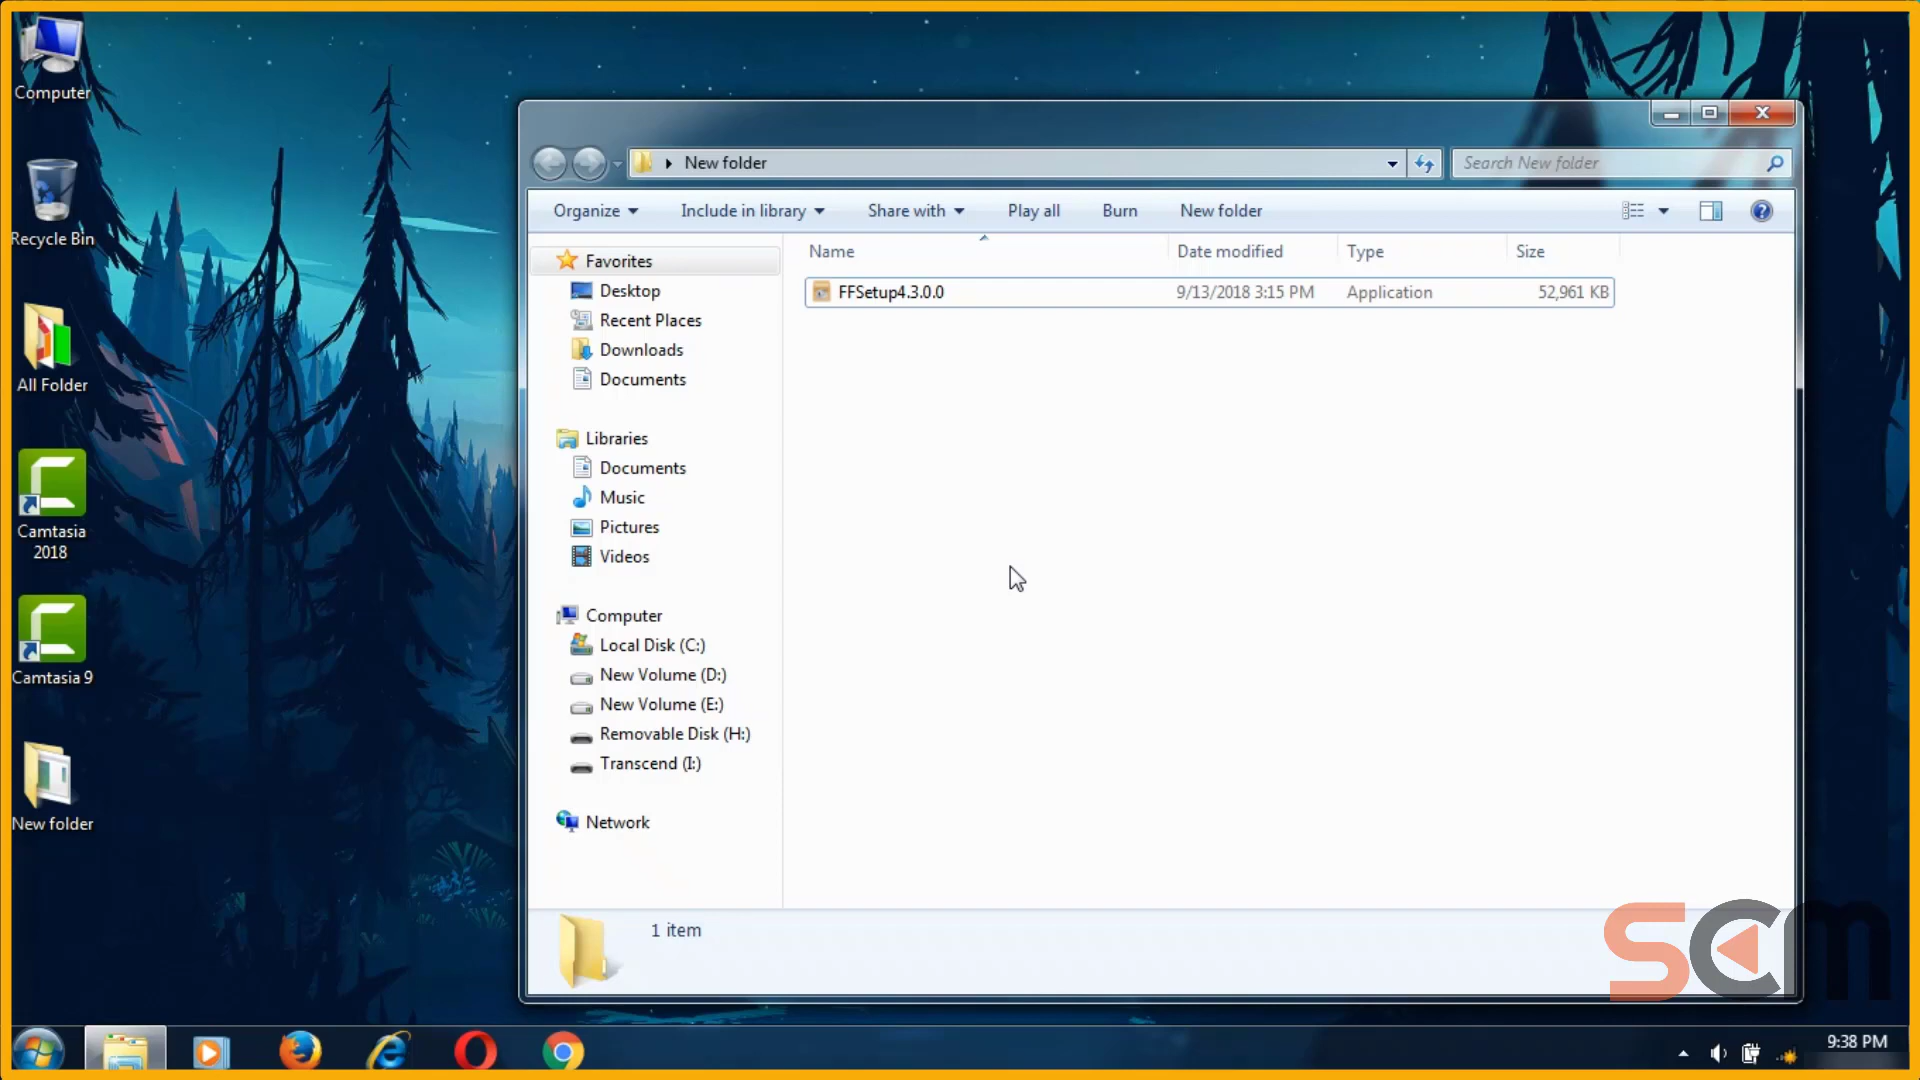 Computer
Recycle Bin
All Folder
Camtasia
2018
Camtasia 9
New folder
New folder
Search New folder
Organize
Include in library
Share with
Play all
Burn
New folder
Name
Date modified
Type
Size
FFSetup4.3.0.0
9/13/2018 3:15 PM
Application
52,961 KB
Favorites
Desktop
Recent Places
Downloads
Documents
Libraries
Documents
Music
Pictures
Videos
Computer
Local Disk (C:)
New Volume (D:)
New Volume (E:)
Removable Disk (H:)
Transcend (I:)
Network
1 item
SCM
9:38 PM